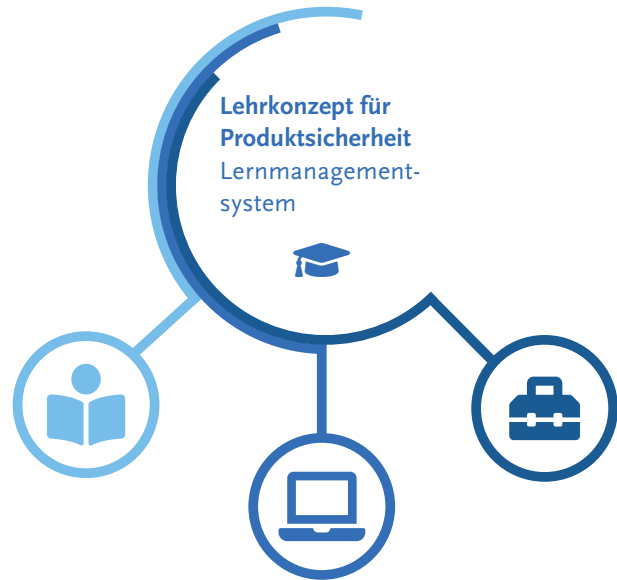 Lehrkonzept für
Produktsicherheit
Lernmanagement-
system